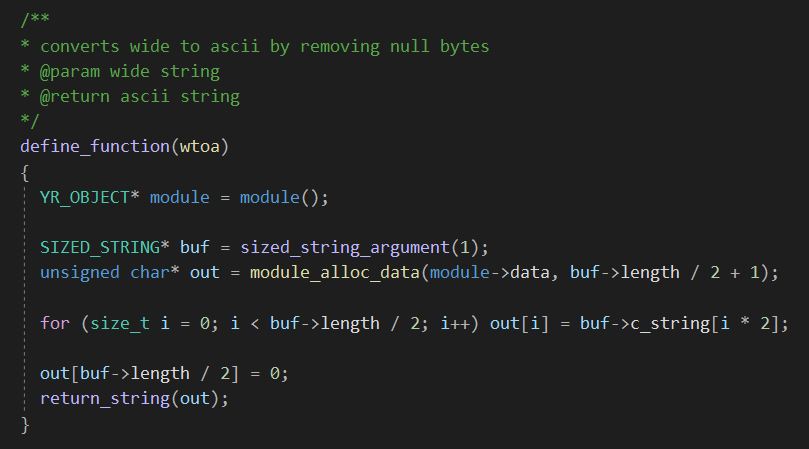 /**
* converts wide to ascii by removing null bytes
* @param wide string
* @return ascii string
*/
define_function(wtoa)
{
YR_OBJECT* module = module();
SIZED_STRING* buf = sized_string_argument(1);
unsigned char* out = module_alloc_data(module->data, buf->length / 2 + 1);
for (size_t i = 0; i < buf->length / 2; i++) out[i] = buf->c_string[i * 2];
out[buf->length / 2] = 0;
return_string(out);
}